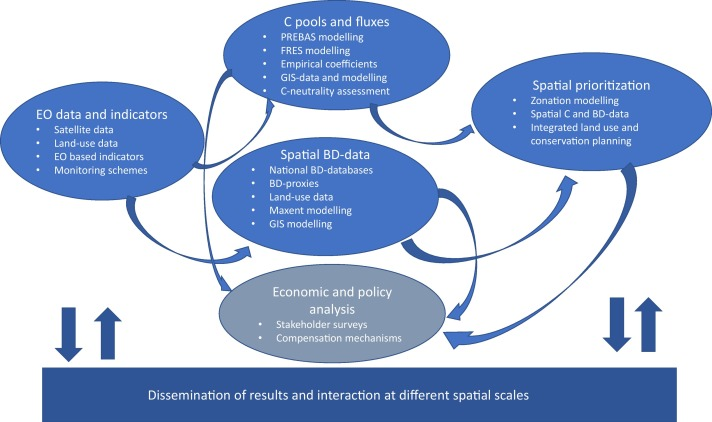 C pools and fluxes
• PREBAS modelling
• FRES modelling
• Empirical coefficients
• GIS-data and modelling
• C-neutrality assessment
EO data and indicators
• Satellite data
• Land-use data
• EO based indicators
• Monitoring schemes
Spatial prioritization
• Zonation modelling
• Spatial C and BD-data
• Integrated land use and
conservation planning
Spatial BD-data
• National BD-databases
• BD-proxies
• Land-use data
• Maxent modelling
• GIS modelling
Economic and policy
analysis
• Stakeholder surveys
• Compensation mechanisms
Dissemination of results and interaction at different spatial scales